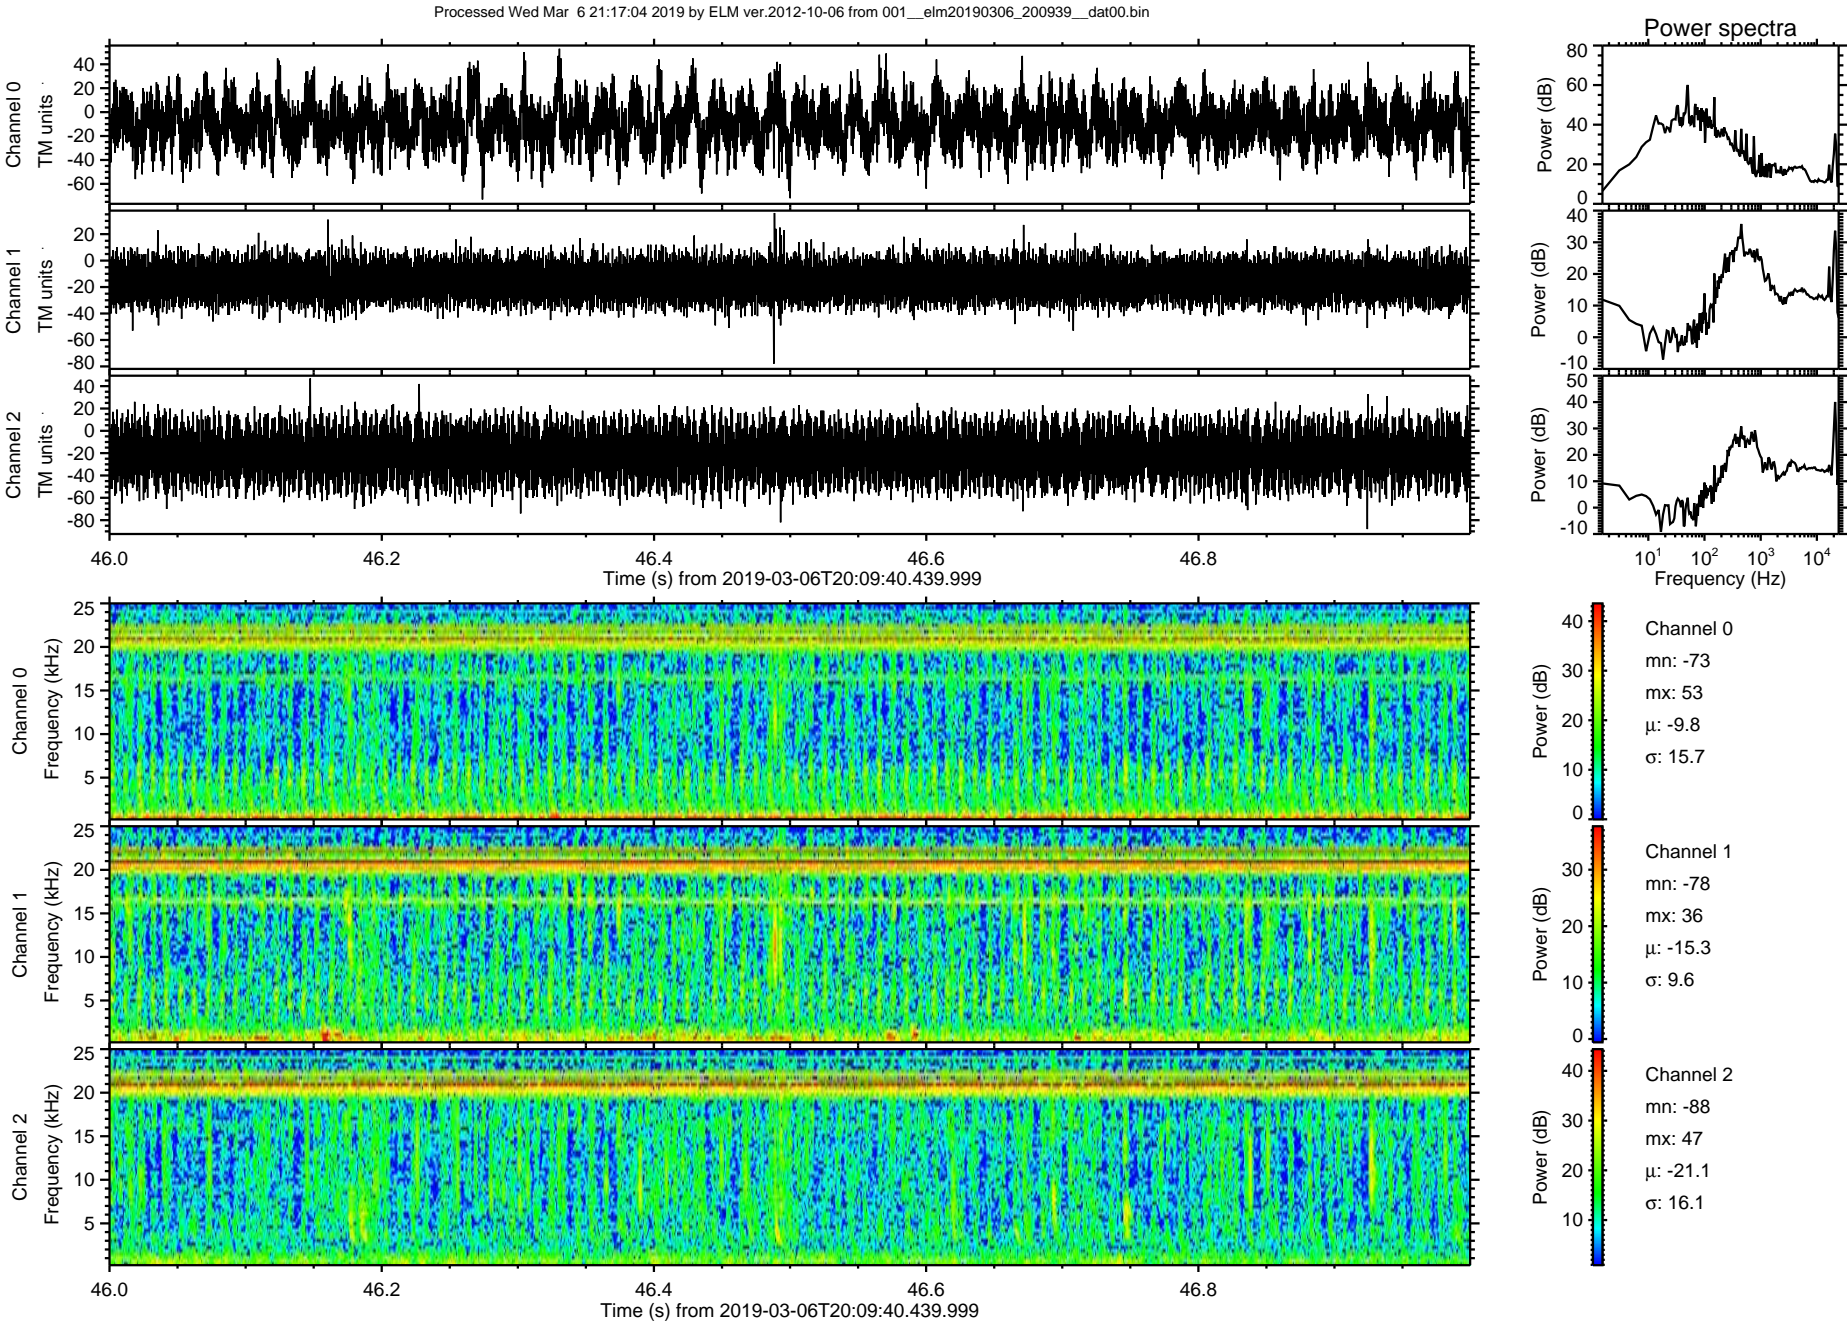 Processed Wed Mar 6 21:17:04 2019 by ELM ver.2012-10-06 from 001__elm20190306_200939__dat00.bin
Power spectra
Channel 0
TM units
40
20
0
-20
-40
-60
Power (dB)
80
60
40
20
0
Channel 1
TM units
20
0
-20
-40
-60
-80
Power (dB)
40
30
20
10
0
-10
Channel 2
TM units
40
20
0
-20
-40
-60
-80
Power (dB)
50
40
30
20
10
0
-10
46.0 46.2 46.4 46.6 46.8
Time (s) from 2019-03-06T20:09:40.439.999
10¹ 10² 10³ 10⁴
Frequency (Hz)
Channel 0
Frequency (kHz)
25
20
15
10
5
Power (dB)
40
30
20
10
0
Channel 0
mn: -73
mx: 53
μ: -9.8
σ: 15.7
Channel 1
Frequency (kHz)
25
20
15
10
5
Power (dB)
30
20
10
0
Channel 1
mn: -78
mx: 36
μ: -15.3
σ: 9.6
Channel 2
Frequency (kHz)
25
20
15
10
5
Power (dB)
40
30
20
10
Channel 2
mn: -88
mx: 47
μ: -21.1
σ: 16.1
46.0 46.2 46.4 46.6 46.8
Time (s) from 2019-03-06T20:09:40.439.999